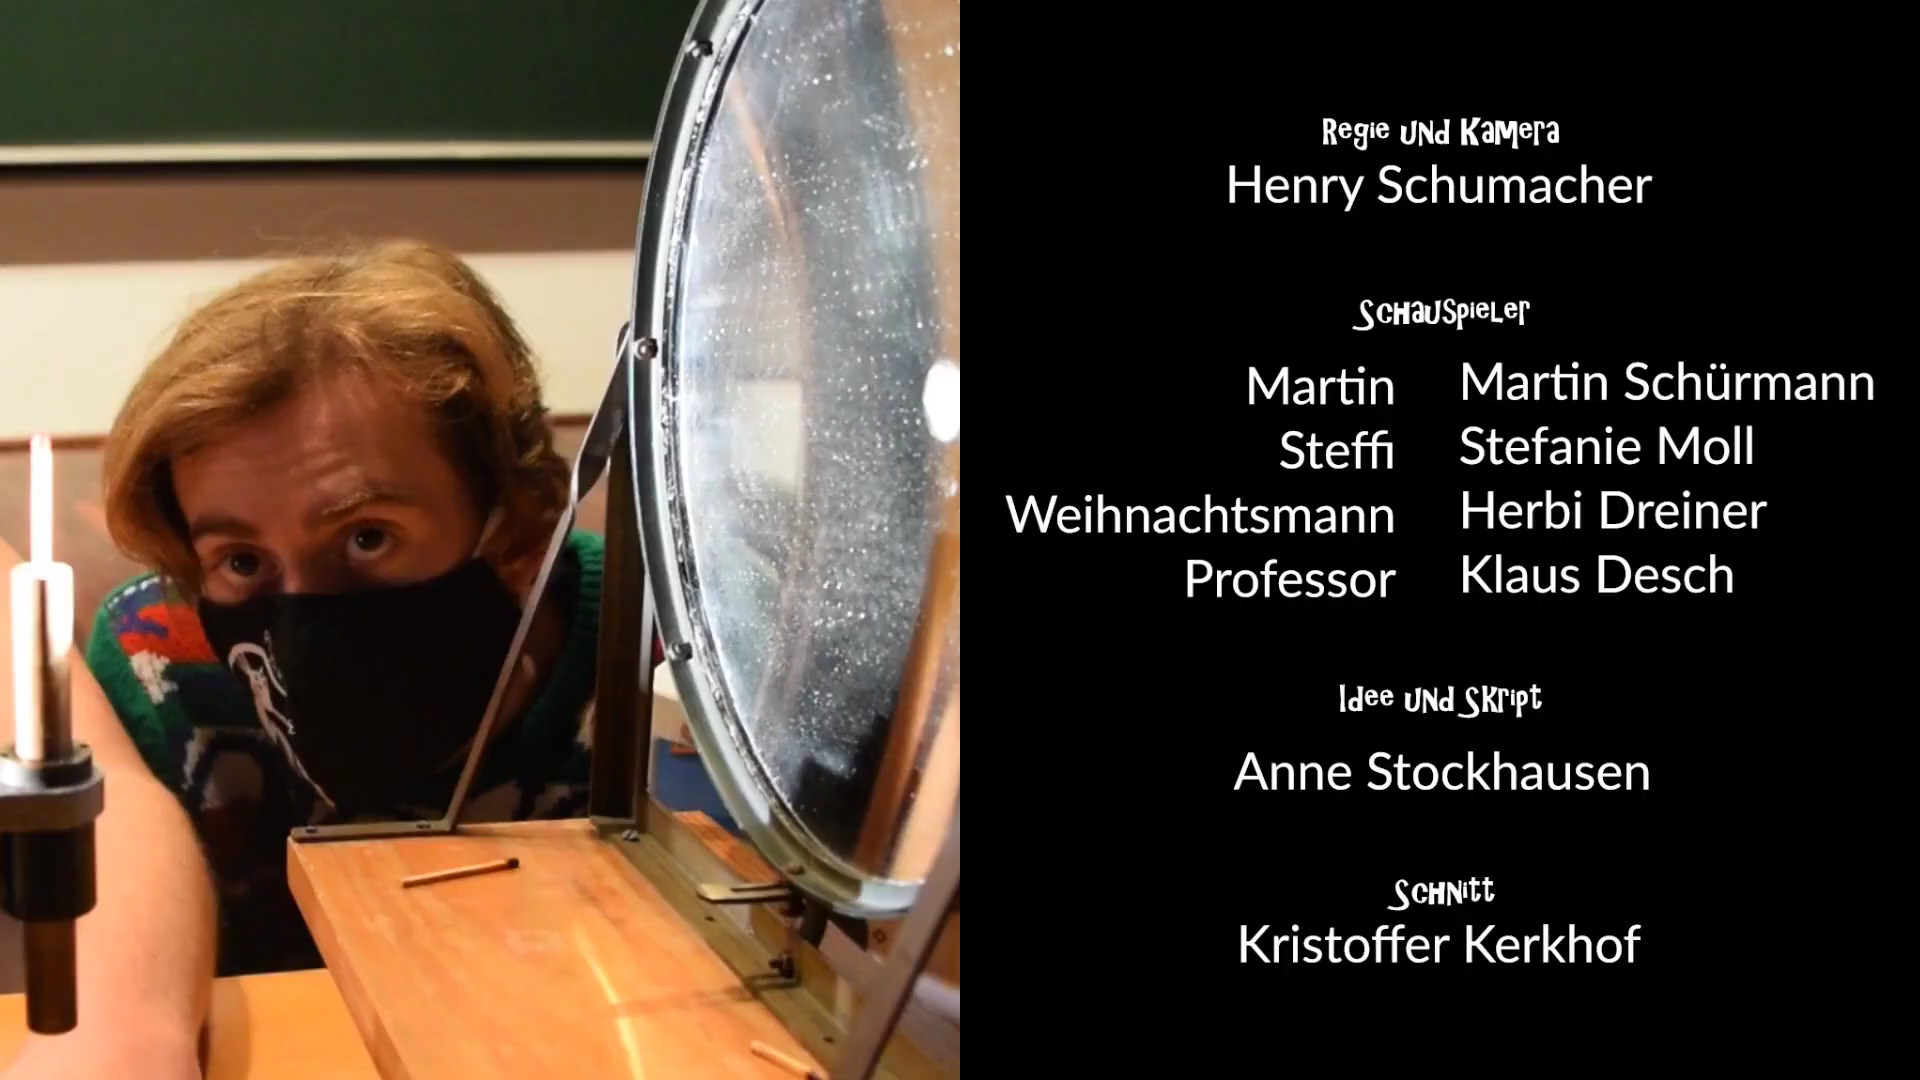 Regie und Kamera
Henry Schumacher
Schauspieler
Martin Martin Schürmann
Steffi Stefanie Moll
Weihnachtsmann Herbi Dreiner
Professor Klaus Desch
Idee und Skript
Anne Stockhausen
Schnitt
Kristoffer Kerkhof